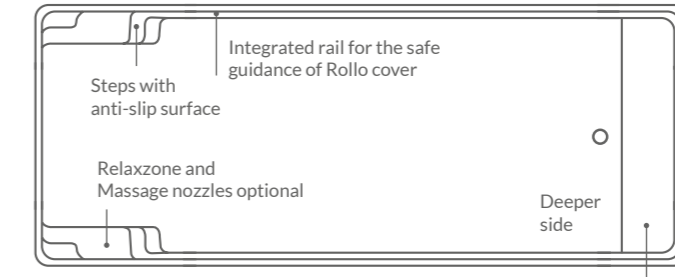 Integrated rail for the safe
guidance of Rollo cover
Steps with
anti-slip surface
Relaxzone and
Massage nozzles optional
Deeper
side